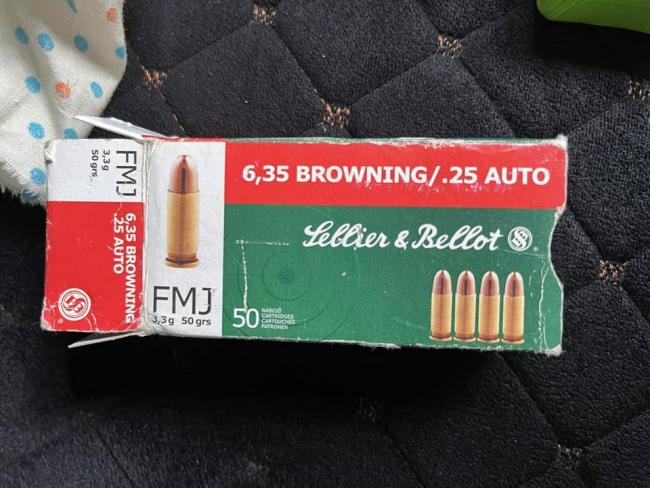 6,35 BROWNING/.25 AUTO
Sellier & Bellot
FMJ
3,3 g 50 grs
50
NÁBOJŮ
CARTRIDGES
CARTOUCHES
PATRONEN
FMJ
3,3 g
50 grs
6,35 BROWNING
.25 AUTO